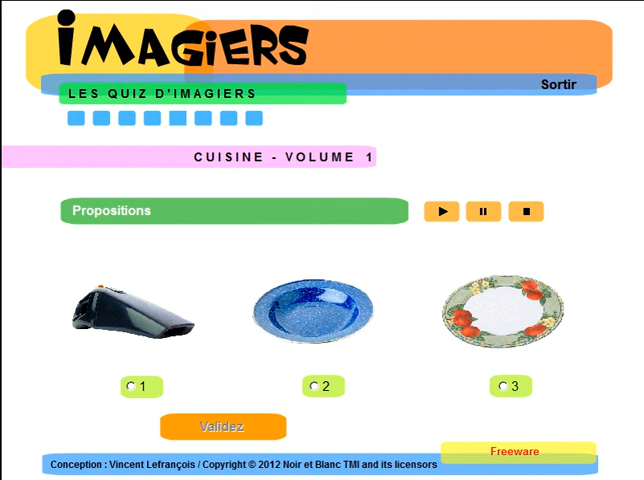 iMAGiERS
Sortir
LES QUIZ D'IMAGIERS
CUISINE - VOLUME 1
Propositions
1
2
3
Validez
Freeware
Conception : Vincent Lefrançois / Copyright © 2012 Noir et Blanc TMI and its licensors